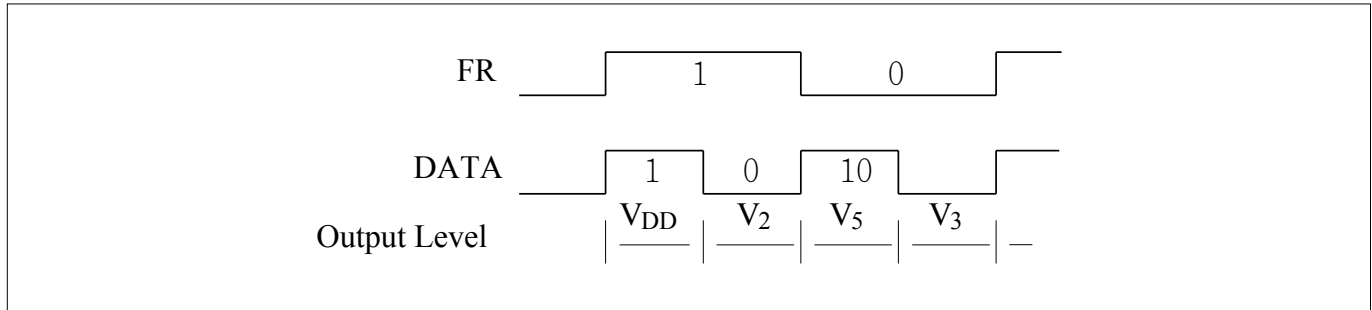 FR 1 0
DATA 1 0 10
VDD V2 V5 V3
Output Level